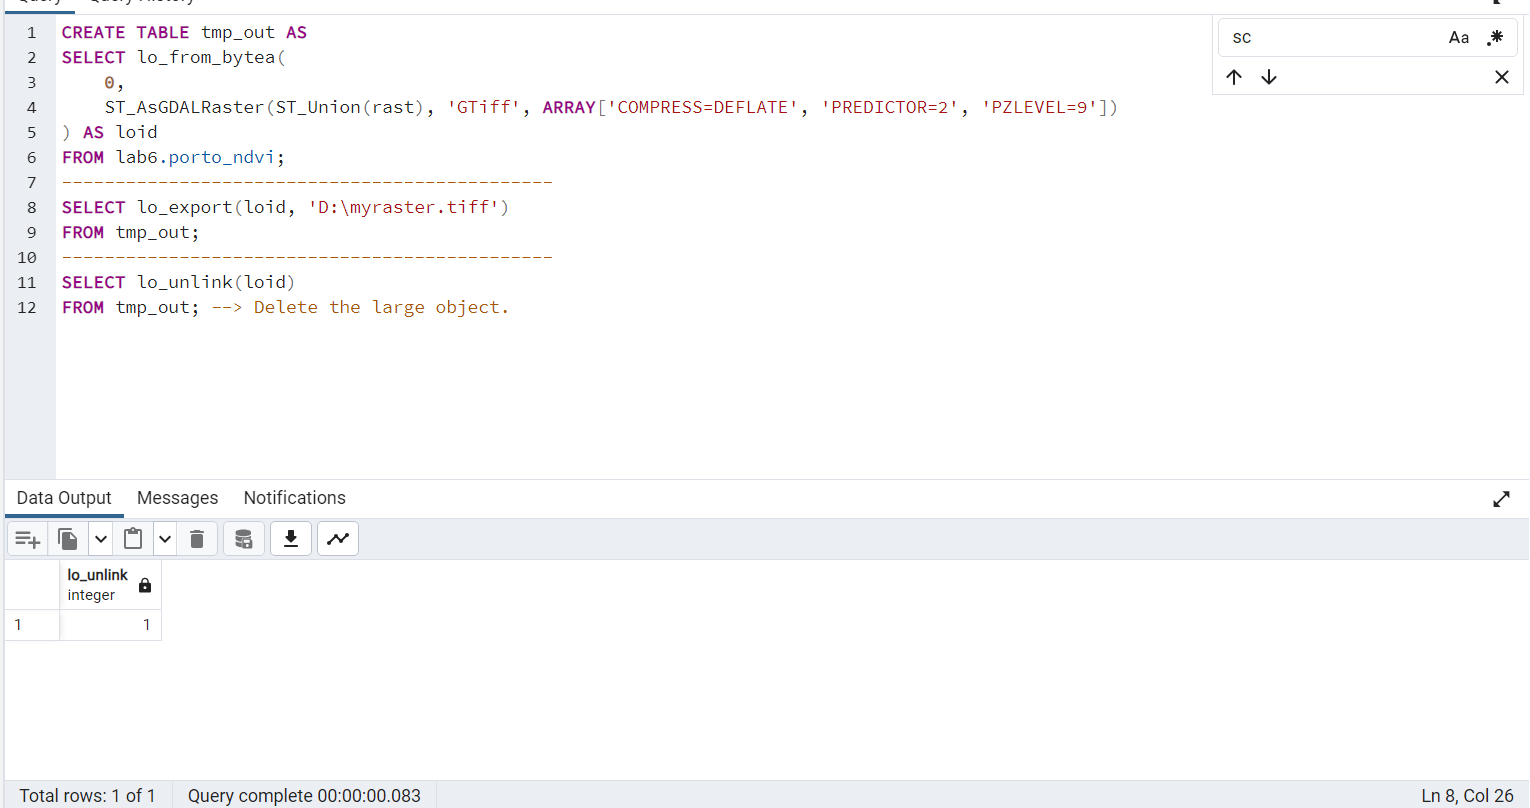 Query Query History
sc Aa .*
1 CREATE TABLE tmp_out AS
2 SELECT lo_from_bytea(
3 0,
4 ST_AsGDALRaster(ST_Union(rast), 'GTiff', ARRAY['COMPRESS=DEFLATE', 'PREDICTOR=2', 'PZLEVEL=9'])
5 ) AS loid
6 FROM lab6.porto_ndvi;
7 ----------------------------------------------
8 SELECT lo_export(loid, 'D:\myraster.tiff')
9 FROM tmp_out;
10 ----------------------------------------------
11 SELECT lo_unlink(loid)
12 FROM tmp_out; --> Delete the large object.
Data Output Messages Notifications
lo_unlink
integer
1 1
Total rows: 1 of 1 Query complete 00:00:00.083 Ln 8, Col 26